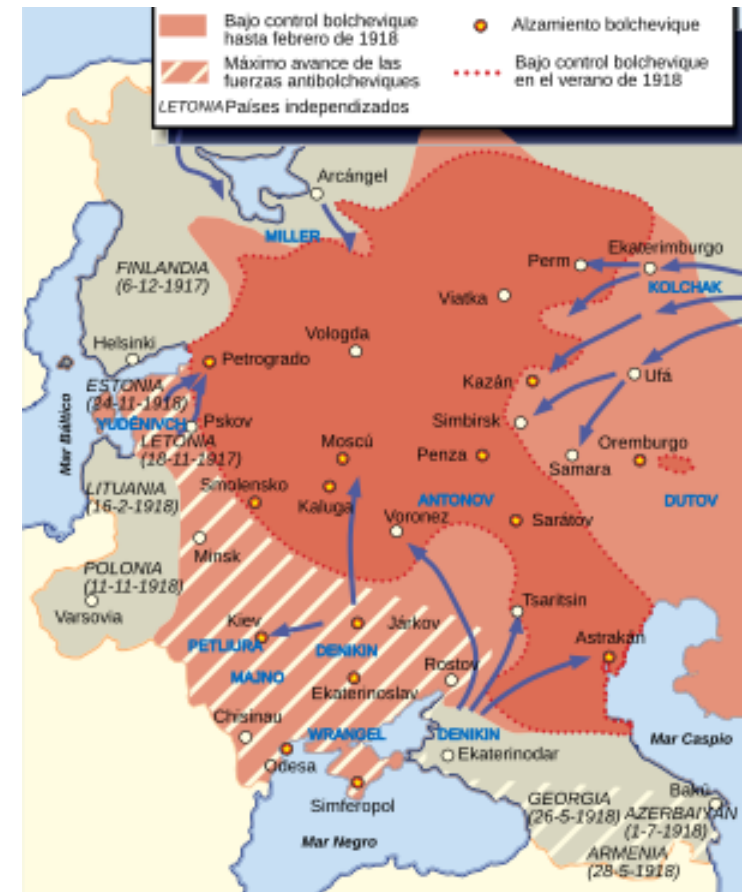 Bajo control bolchevique
hasta febrero de 1918
Alzamiento bolchevique
Máximo avance de las
fuerzas antibolcheviques
Bajo control bolchevique
en el verano de 1918
LETONIA Países independizados
Arcángel
MILLER
Ekaterimburgo
Perm
KOLCHAK
FINLANDIA
(6-12-1917)
Viatka
Vologda
Helsinki
Petrogrado
Mar Báltico
ESTONIA
(24-11-1918)
Kazán
Ufá
YUDÉNIVCH
Pskov
Simbirsk
LETONIA
(18-11-1917)
Moscú
Penza
Samara
Oremburgo
LITUANIA
(16-2-1918)
Smolensko
Kaluga
ANTONOV
DUTOV
Voronez
Sarátov
Minsk
POLONIA
(11-11-1918)
Varsovia
Tsaritsin
Kiev
Járkov
Astrakán
PETLIURA
DENIKIN
MAJNO
Rostov
Ekaterinoslav
Chisinau
WRANGEL
DENIKIN
Mar Caspio
Odesa
Ekaterinodar
Simferopol
GEORGIA
(26-5-1918)
Bakú
AZERBAIYÁN
(1-7-1918)
Mar Negro
ARMENIA
(28-5-1918)